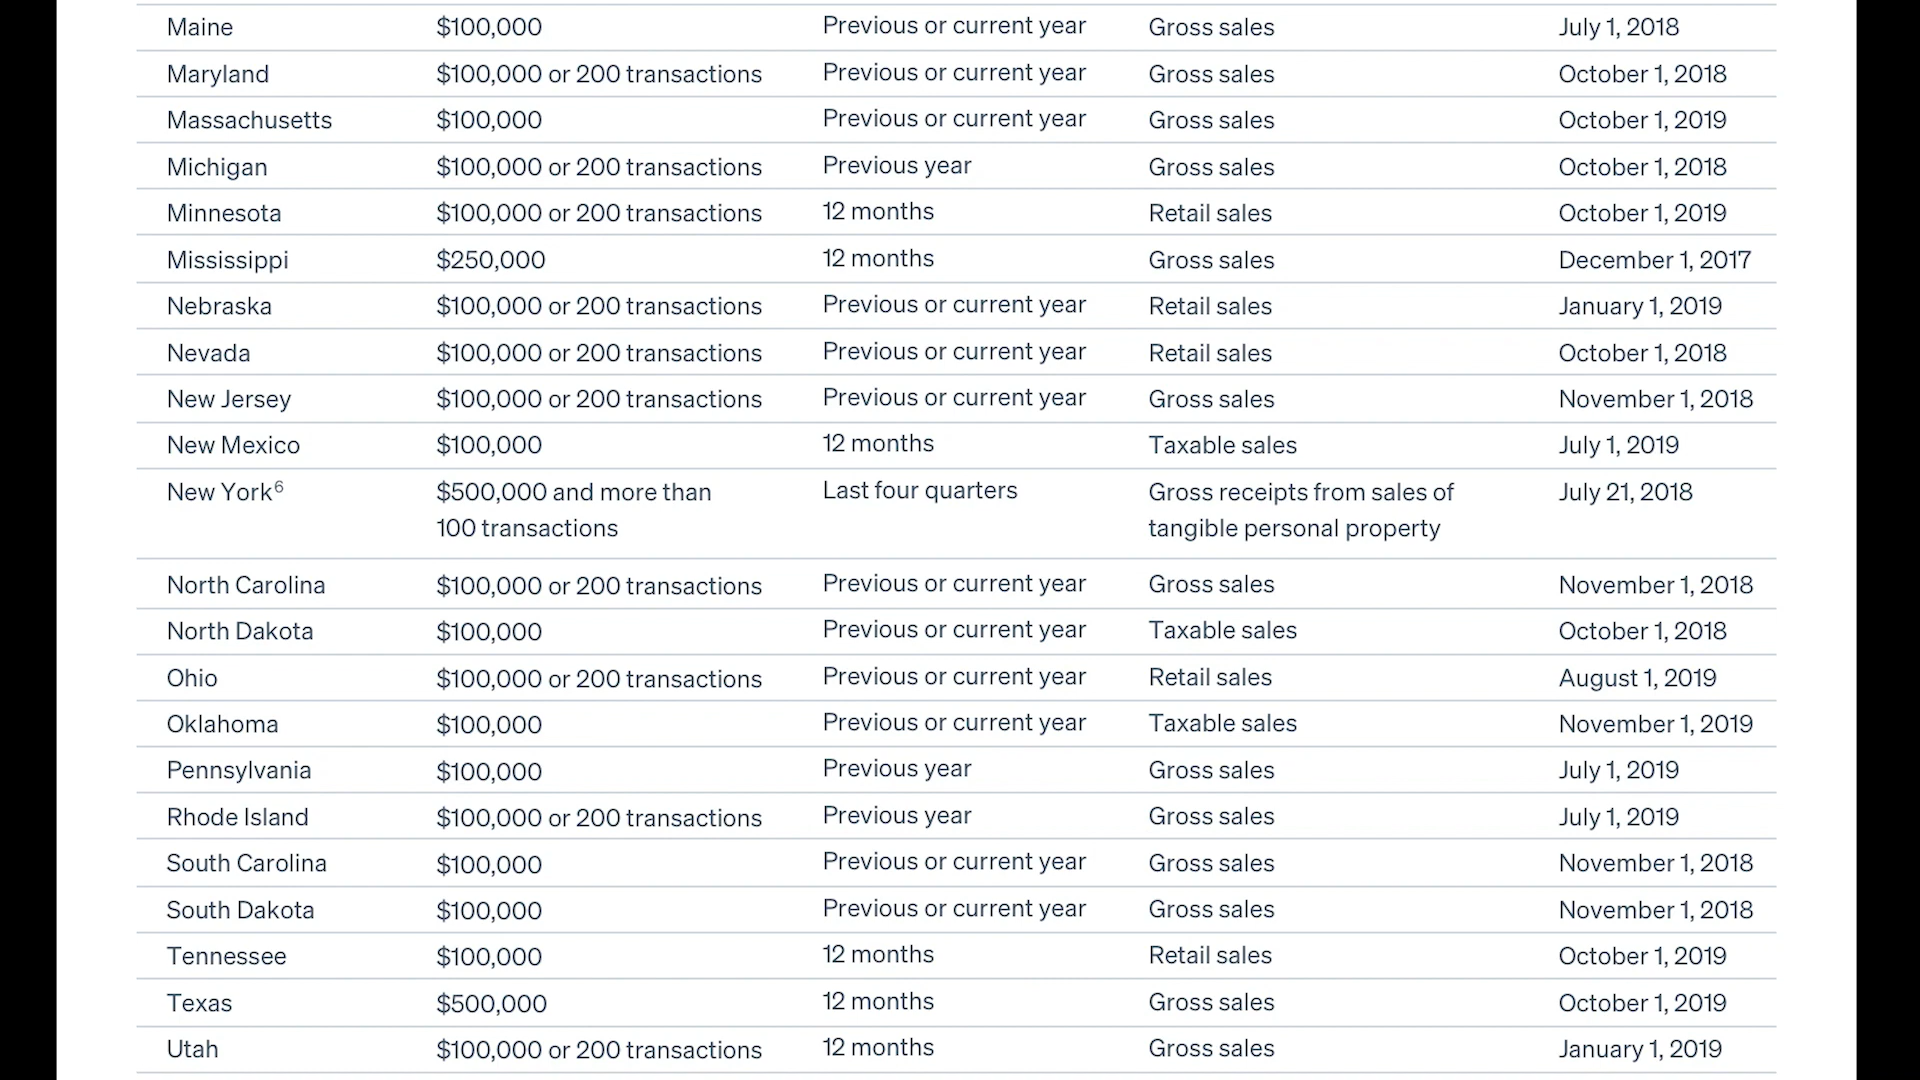 Maine $100,000 Previous or current year Gross sales July 1, 2018
Maryland $100,000 or 200 transactions Previous or current year Gross sales October 1, 2018
Massachusetts $100,000 Previous or current year Gross sales October 1, 2019
Michigan $100,000 or 200 transactions Previous year Gross sales October 1, 2018
Minnesota $100,000 or 200 transactions 12 months Retail sales October 1, 2019
Mississippi $250,000 12 months Gross sales December 1, 2017
Nebraska $100,000 or 200 transactions Previous or current year Retail sales January 1, 2019
Nevada $100,000 or 200 transactions Previous or current year Retail sales October 1, 2018
New Jersey $100,000 or 200 transactions Previous or current year Gross sales November 1, 2018
New Mexico $100,000 12 months Taxable sales July 1, 2019
New York⁶ $500,000 and more than Last four quarters Gross receipts from sales of July 21, 2018
100 transactions tangible personal property
North Carolina $100,000 or 200 transactions Previous or current year Gross sales November 1, 2018
North Dakota $100,000 Previous or current year Taxable sales October 1, 2018
Ohio $100,000 or 200 transactions Previous or current year Retail sales August 1, 2019
Oklahoma $100,000 Previous or current year Taxable sales November 1, 2019
Pennsylvania $100,000 Previous year Gross sales July 1, 2019
Rhode Island $100,000 or 200 transactions Previous year Gross sales July 1, 2019
South Carolina $100,000 Previous or current year Gross sales November 1, 2018
South Dakota $100,000 Previous or current year Gross sales November 1, 2018
Tennessee $100,000 12 months Retail sales October 1, 2019
Texas $500,000 12 months Gross sales October 1, 2019
Utah $100,000 or 200 transactions 12 months Gross sales January 1, 2019